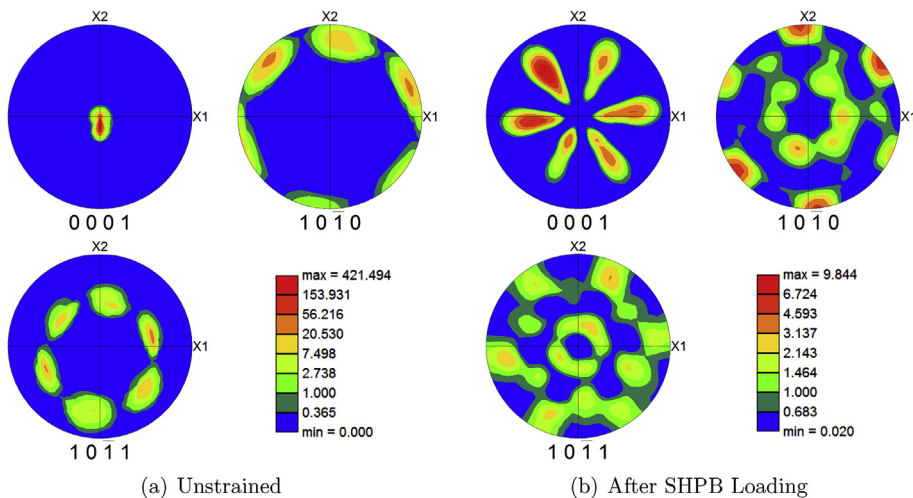 X2
X1
0 0 0 1
X2
X1
1 0 1̅ 0
X2
X1
1 0 1̅ 1
max = 421.494
153.931
56.216
20.530
7.498
2.738
1.000
0.365
min = 0.000
(a) Unstrained
X2
X1
0 0 0 1
X2
X1
1 0 1̅ 0
X2
X1
1 0 1̅ 1
max = 9.844
6.724
4.593
3.137
2.143
1.464
1.000
0.683
min = 0.020
(b) After SHPB Loading